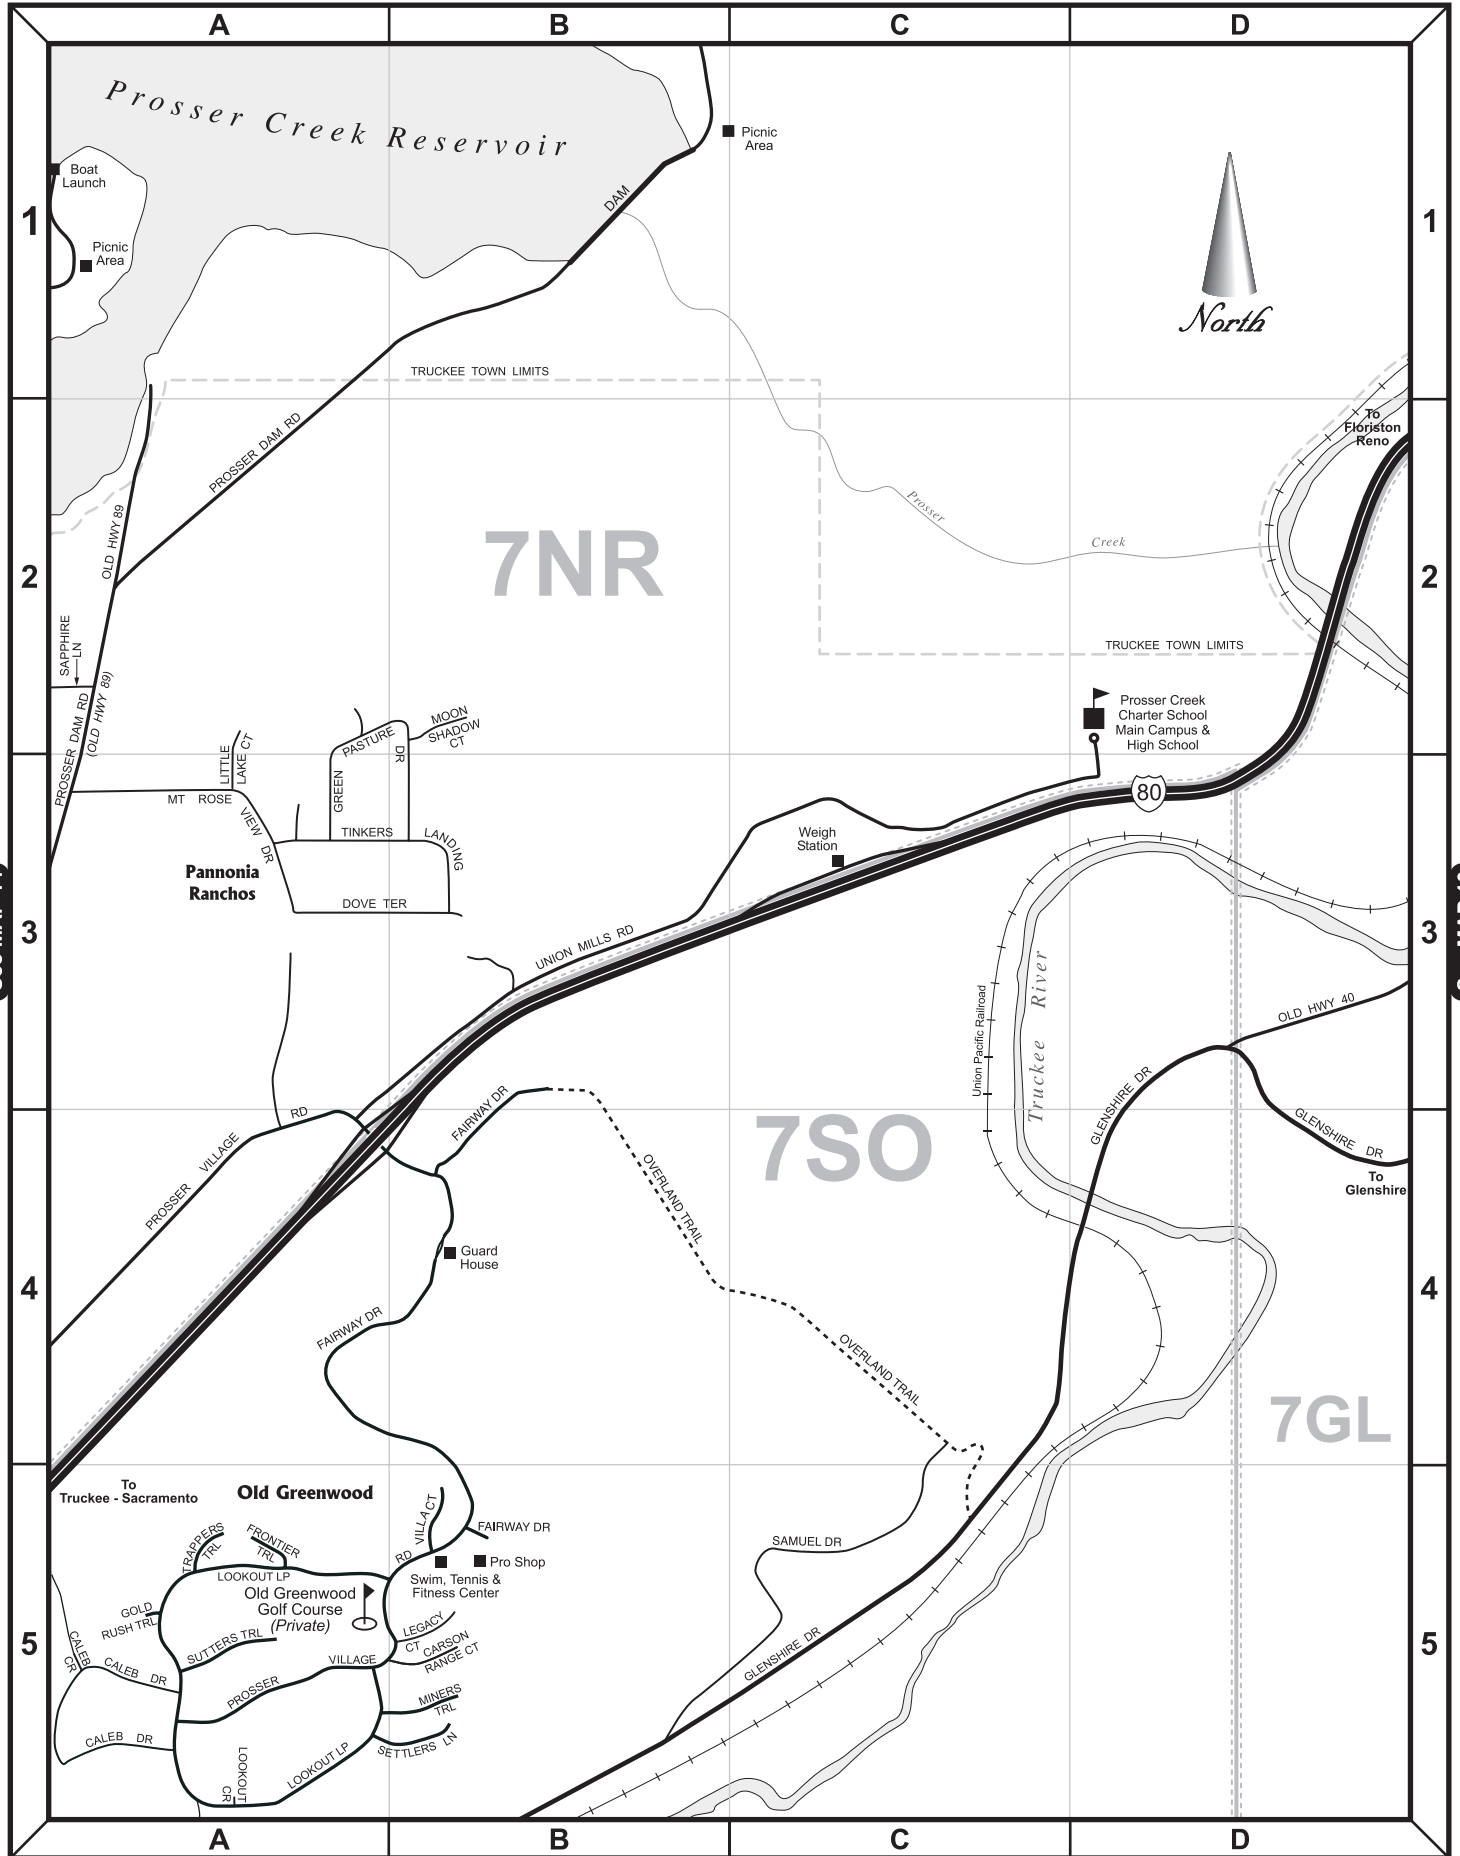 A
B
C
D
Prosser Creek Reservoir
Picnic
Area
Boat
Launch
DAM
1
1
Picnic
Area
North
TRUCKEE TOWN LIMITS
To
Floriston
Reno
PROSSER DAM RD
Prosser
OLD HWY 89
7NR
Creek
2
2
SAPPHIRE
LN
TRUCKEE TOWN LIMITS
PROSSER DAM RD
(OLD HWY 89)
Prosser Creek
Charter School
Main Campus &
High School
MOON
SHADOW
CT
PASTURE
DR
LITTLE
LAKE CT
GREEN
80
MT ROSE
VIEW DR
TINKERS
LANDING
Weigh
Station
Pannonia
Ranchos
DOVE TER
3
3
UNION MILLS RD
Union Pacific Railroad
Truckee River
OLD HWY 40
GLENSHIRE DR
FAIRWAY DR
RD
VILLAGE
PROSSER
7SO
GLENSHIRE DR
To
Glenshire
OVERLAND TRAIL
Guard
House
4
4
FAIRWAY DR
OVERLAND TRAIL
7GL
To
Truckee - Sacramento
Old Greenwood
VILLA CT
FAIRWAY DR
TRAPPERS
TRL
FRONTIER
TRL
RD
Pro Shop
SAMUEL DR
LOOKOUT LP
Swim, Tennis &
Fitness Center
Old Greenwood
Golf Course
(Private)
GOLD
RUSH TRL
LEGACY
CT
CARSON
RANGE CT
SUTTERS TRL
CALEB
CR
CALEB DR
VILLAGE
PROSSER
5
5
GLENSHIRE DR
MINERS
TRL
CALEB DR
SETTLERS LN
LOOKOUT
CR
LOOKOUT LP
A
B
C
D